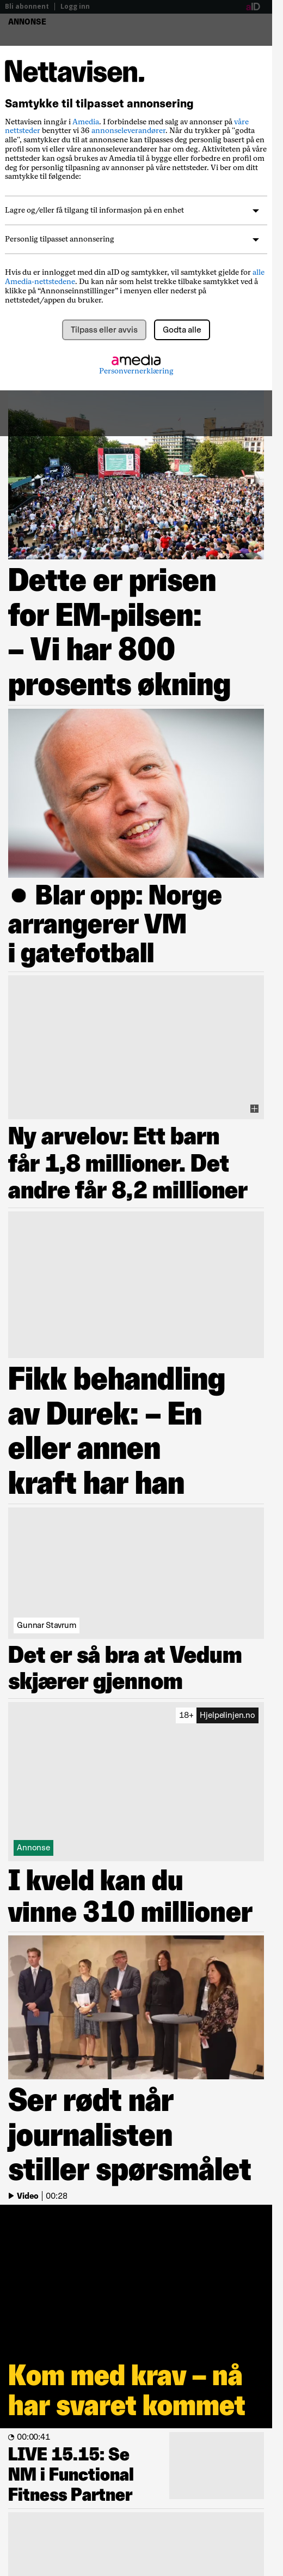 Bli abonnent | Logg inn
aID
ANNONSE
Nettavisen.
Samtykke til tilpasset annonsering
Nettavisen inngår i Amedia. I forbindelse med salg av annonser på våre
nettsteder benytter vi 36 annonseleverandører. Når du trykker på "godta
alle", samtykker du til at annonsene kan tilpasses deg personlig basert på en
profil som vi eller våre annonseleverandører har om deg. Aktiviteten på våre
nettsteder kan også brukes av Amedia til å bygge eller forbedre en profil om
deg for personlig tilpasning av annonser på våre nettsteder. Vi ber om ditt
samtykke til følgende:
Lagre og/eller få tilgang til informasjon på en enhet
Personlig tilpasset annonsering
Hvis du er innlogget med din aID og samtykker, vil samtykket gjelde for alle
Amedia-nettstedene. Du kan når som helst trekke tilbake samtykket ved å
klikke på “Annonseinnstillinger” i menyen eller nederst på
nettstedet/appen du bruker.
Tilpass eller avvis
Godta alle
amedia
Personvernerklæring
Dette er prisen
for EM-pilsen:
– Vi har 800
prosents økning
● Blar opp: Norge
arrangerer VM
i gatefotball
Ny arvelov: Ett barn
får 1,8 millioner. Det
andre får 8,2 millioner
Fikk behandling
av Durek: – En
eller annen
kraft har han
Gunnar Stavrum
Det er så bra at Vedum
skjærer gjennom
18+ Hjelpelinjen.no
Annonse
I kveld kan du
vinne 310 millioner
Ser rødt når
journalisten
stiller spørsmålet
Video | 00:28
Kom med krav – nå
har svaret kommet
00:00:41
LIVE 15.15: Se
NM i Functional
Fitness Partner